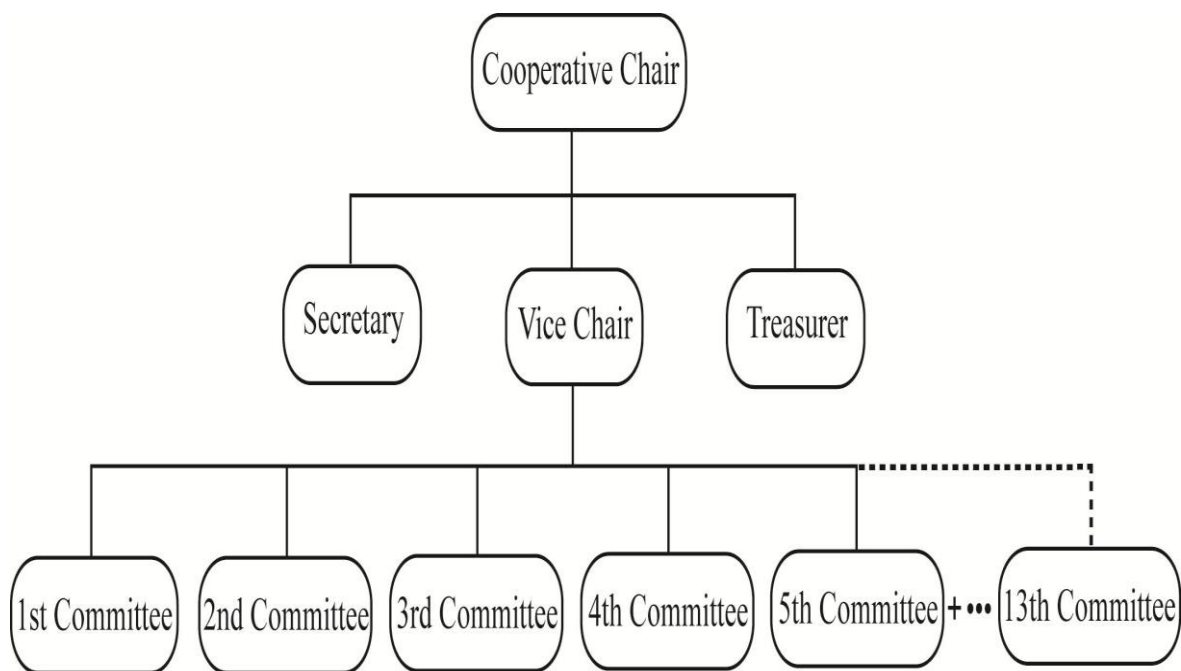 Cooperative Chair
Secretary
Vice Chair
Treasurer
1st Committee
2nd Committee
3rd Committee
4th Committee
5th Committee
+ •••
13th Committee